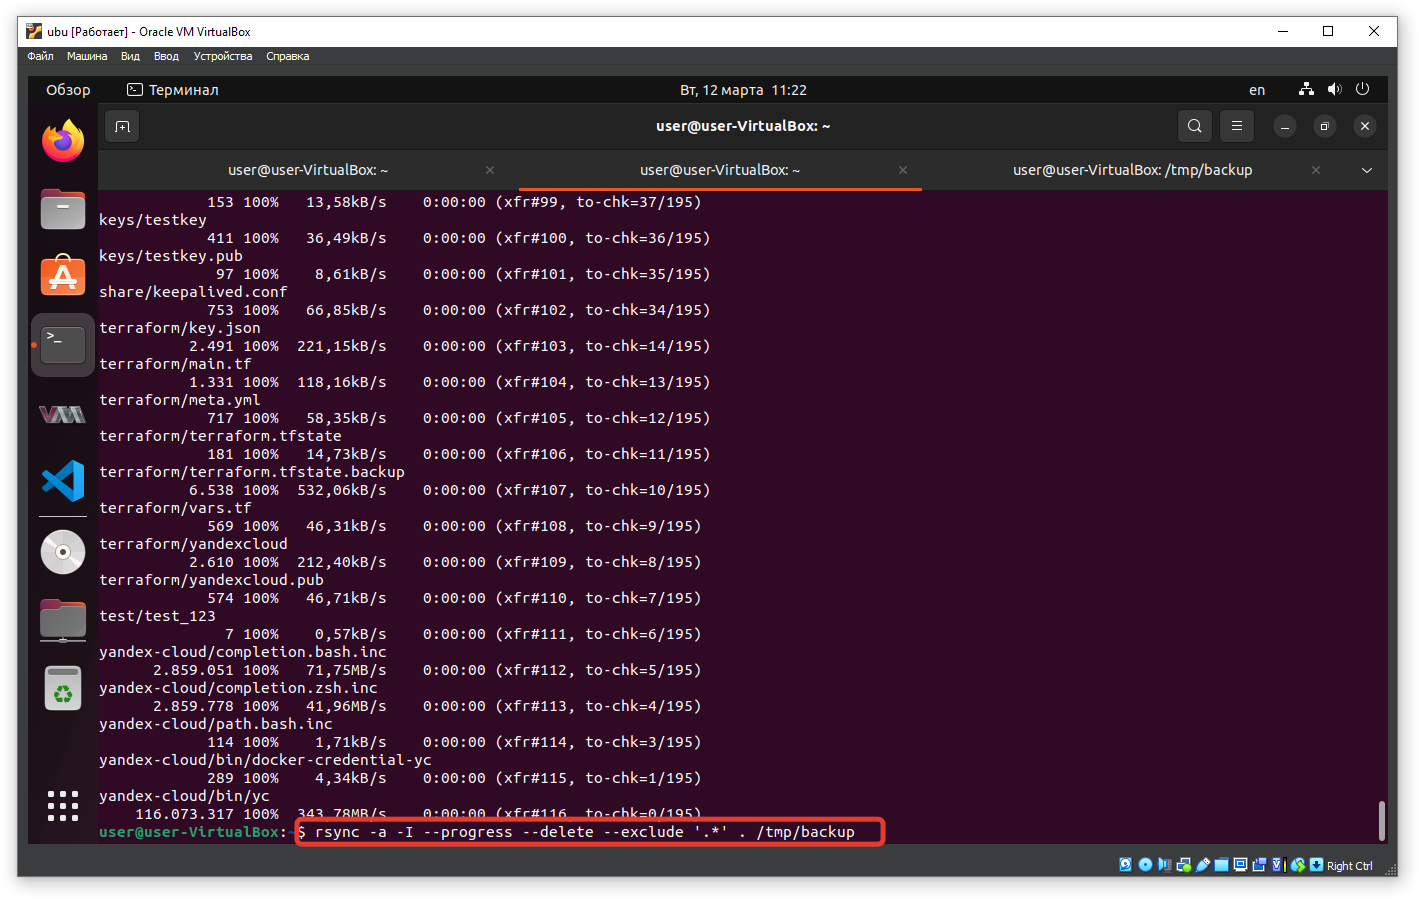 ubu [Работает] - Oracle VM VirtualBox
Файл Машина Вид Ввод Устройства Справка
Обзор Терминал Вт, 12 марта 11:22 en
user@user-VirtualBox: ~
user@user-VirtualBox: ~ user@user-VirtualBox: ~ user@user-VirtualBox: /tmp/backup
153 100% 13,58kB/s 0:00:00 (xfr#99, to-chk=37/195)
keys/testkey
411 100% 36,49kB/s 0:00:00 (xfr#100, to-chk=36/195)
keys/testkey.pub
97 100% 8,61kB/s 0:00:00 (xfr#101, to-chk=35/195)
share/keepalived.conf
753 100% 66,85kB/s 0:00:00 (xfr#102, to-chk=34/195)
terraform/key.json
2.491 100% 221,15kB/s 0:00:00 (xfr#103, to-chk=14/195)
terraform/main.tf
1.331 100% 118,16kB/s 0:00:00 (xfr#104, to-chk=13/195)
terraform/meta.yml
717 100% 58,35kB/s 0:00:00 (xfr#105, to-chk=12/195)
terraform/terraform.tfstate
181 100% 14,73kB/s 0:00:00 (xfr#106, to-chk=11/195)
terraform/terraform.tfstate.backup
6.538 100% 532,06kB/s 0:00:00 (xfr#107, to-chk=10/195)
terraform/vars.tf
569 100% 46,31kB/s 0:00:00 (xfr#108, to-chk=9/195)
terraform/yandexcloud
2.610 100% 212,40kB/s 0:00:00 (xfr#109, to-chk=8/195)
terraform/yandexcloud.pub
574 100% 46,71kB/s 0:00:00 (xfr#110, to-chk=7/195)
test/test_123
7 100% 0,57kB/s 0:00:00 (xfr#111, to-chk=6/195)
yandex-cloud/completion.bash.inc
2.859.051 100% 71,75MB/s 0:00:00 (xfr#112, to-chk=5/195)
yandex-cloud/completion.zsh.inc
2.859.778 100% 41,96MB/s 0:00:00 (xfr#113, to-chk=4/195)
yandex-cloud/path.bash.inc
114 100% 1,71kB/s 0:00:00 (xfr#114, to-chk=3/195)
yandex-cloud/bin/docker-credential-yc
289 100% 4,34kB/s 0:00:00 (xfr#115, to-chk=1/195)
yandex-cloud/bin/yc
116.073.317 100% 343,78MB/s 0:00:00 (xfr#116, to-chk=0/195)
user@user-VirtualBox:~$ rsync -a -I --progress --delete --exclude '.*' . /tmp/backup
Right Ctrl